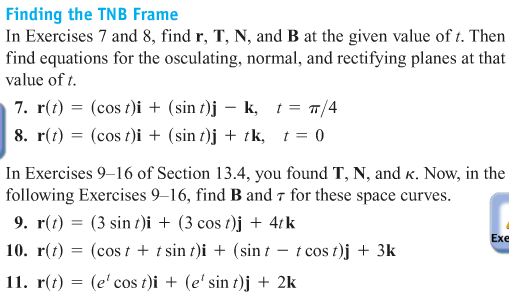 Finding the TNB Frame
In Exercises 7 and 8, find r, T, N, and B at the given value of t. Then
find equations for the osculating, normal, and rectifying planes at that
value of t.
7. r(t) = (cos t)i + (sin t)j − k, t = π/4
8. r(t) = (cos t)i + (sin t)j + tk, t = 0
In Exercises 9–16 of Section 13.4, you found T, N, and κ. Now, in the
following Exercises 9–16, find B and τ for these space curves.
9. r(t) = (3 sin t)i + (3 cos t)j + 4tk
10. r(t) = (cos t + t sin t)i + (sin t − t cos t)j + 3k
11. r(t) = (eᵗ cos t)i + (eᵗ sin t)j + 2k